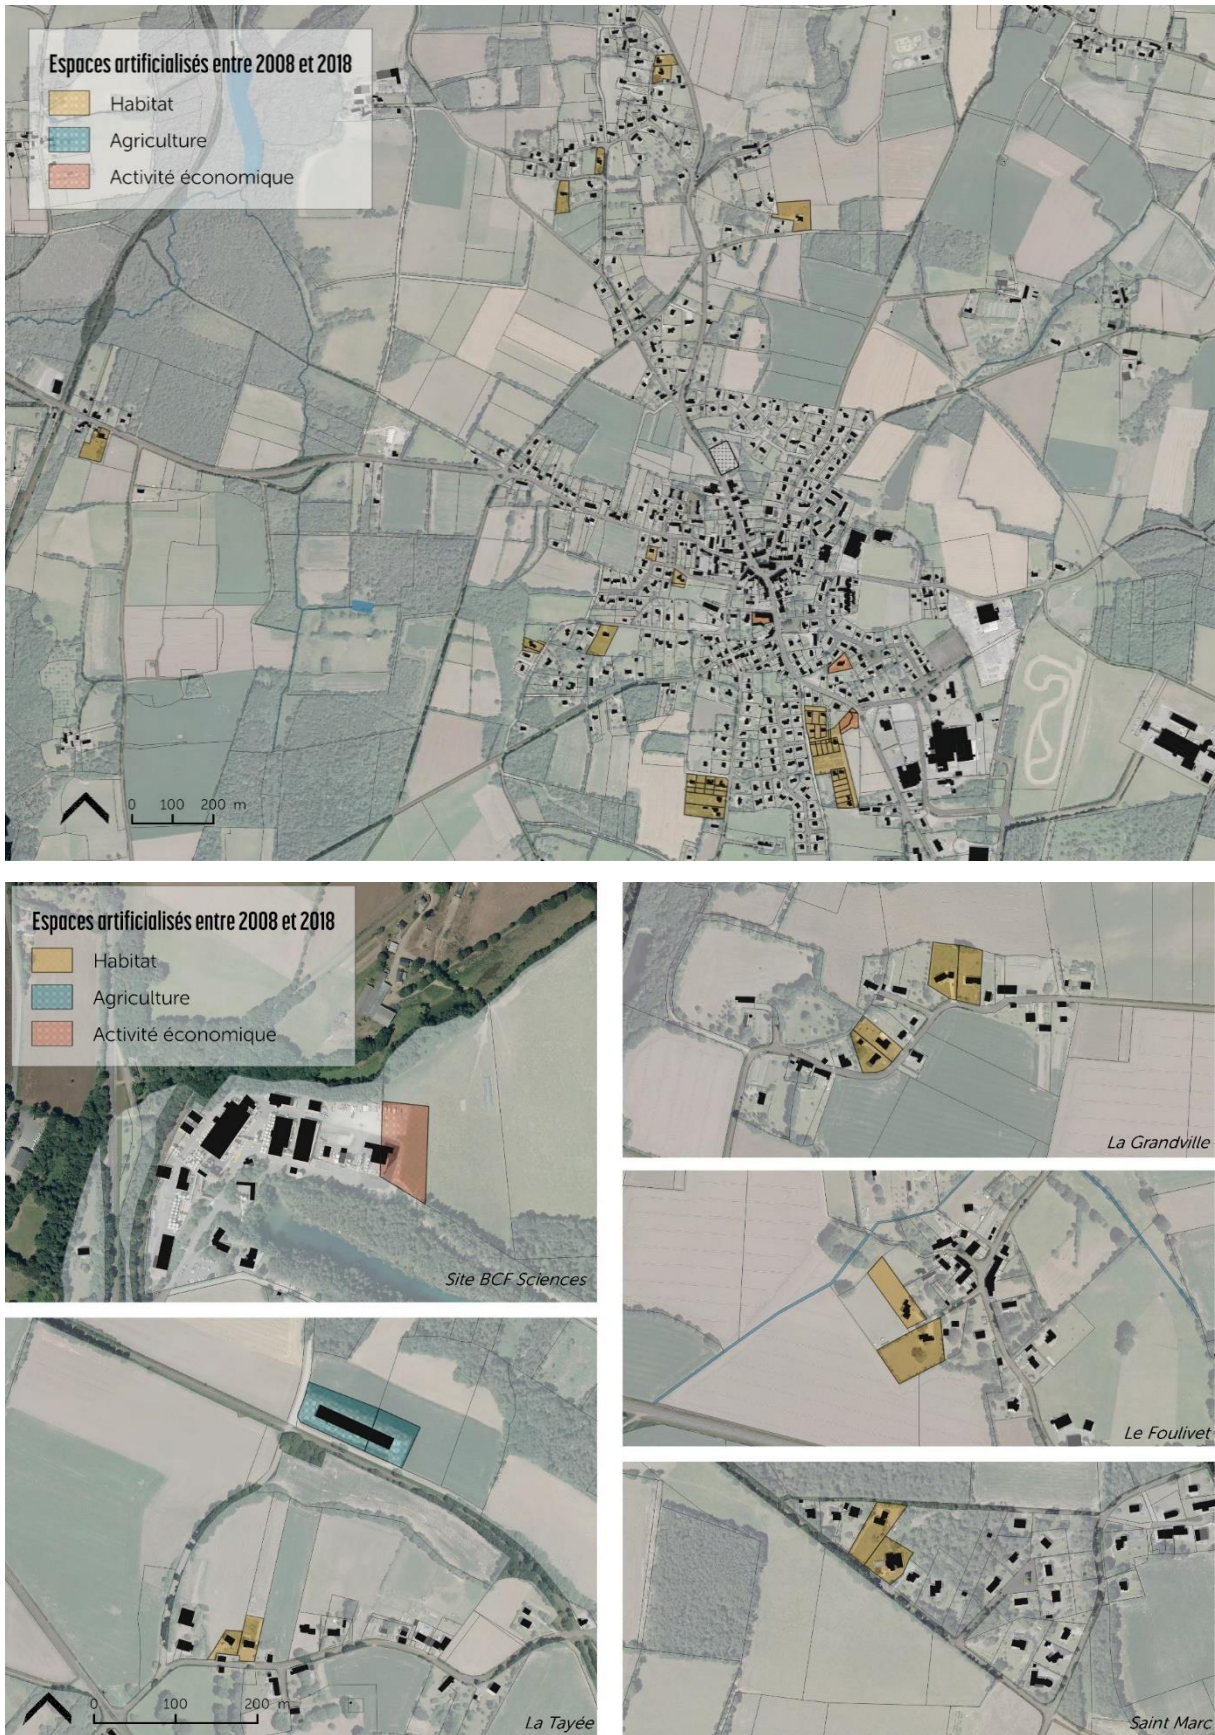 Espaces artificialisés entre 2008 et 2018
Habitat
Agriculture
Activité économique
0 100 200 m
Espaces artificialisés entre 2008 et 2018
Habitat
Agriculture
Activité économique
Site BCF Sciences
La Grandville
Le Foulivet
0 100 200 m
La Tayée
Saint Marc